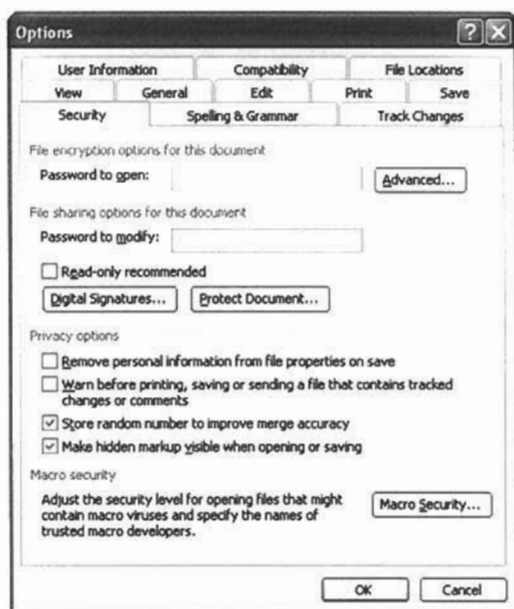 Options
User Information Compatibility File Locations
View General Edit Print Save
Security Spelling & Grammar Track Changes
File encryption options for this document
Password to open: Advanced...
File sharing options for this document
Password to modify:
Read-only recommended
Digital Signatures... Protect Document...
Privacy options
Remove personal information from file properties on save
Warn before printing, saving or sending a file that contains tracked
changes or comments
Store random number to improve merge accuracy
Make hidden markup visible when opening or saving
Macro security
Adjust the security level for opening files that might
contain macro viruses and specify the names of
trusted macro developers.
Macro Security...
OK Cancel